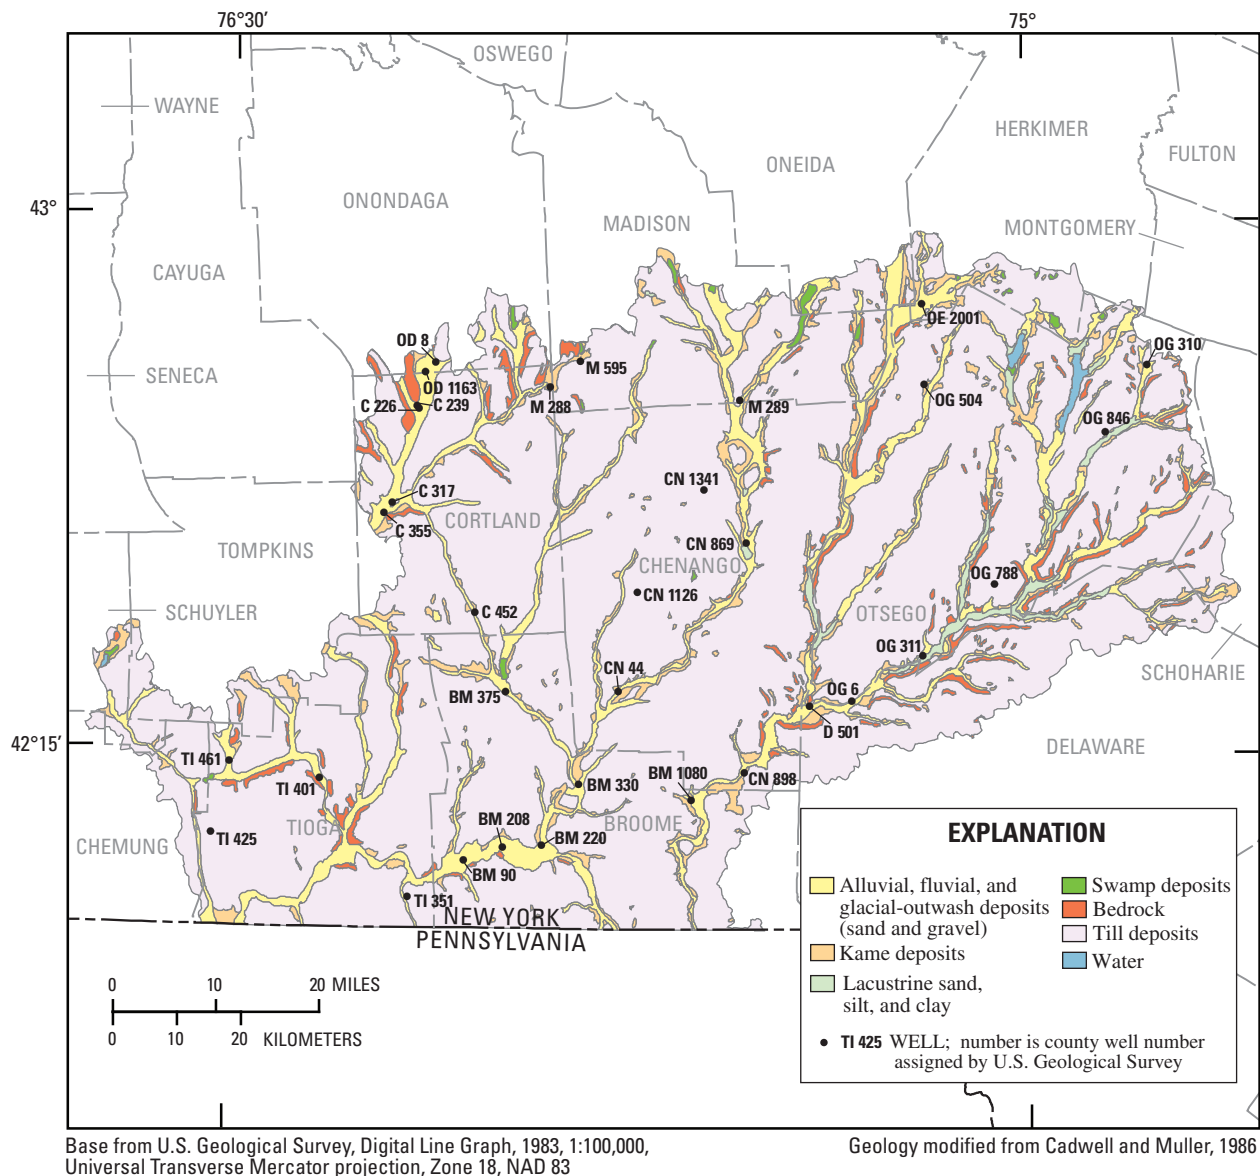 76°30'
75°
OSWEGO
WAYNE
HERKIMER
ONEIDA
FULTON
ONONDAGA
43°
MADISON
MONTGOMERY
CAYUGA
OE 2001
OD 8
OG 310
SENECA
M 595
OD 1163
OG 504
C 226
C 239
M 288
M 289
OG 846
CN 1341
C 317
CORTLAND
C 355
CN 869
TOMPKINS
CHENANGO
OG 788
CN 1126
SCHUYLER
C 452
OTSEGO
OG 311
SCHOHARIE
CN 44
BM 375
OG 6
D 501
42°15'
DELAWARE
TI 461
BM 1080
CN 898
TI 401
BM 330
TIOGA
BM 208
BROOME
TI 425
BM 220
CHEMUNG
BM 90
TI 351
NEW YORK
PENNSYLVANIA
EXPLANATION
Alluvial, fluvial, and
glacial-outwash deposits
(sand and gravel)
Kame deposits
Lacustrine sand,
silt, and clay
Swamp deposits
Bedrock
Till deposits
Water
TI 425 WELL; number is county well number
assigned by U.S. Geological Survey
0 10 20 MILES
0 10 20 KILOMETERS
Base from U.S. Geological Survey, Digital Line Graph, 1983, 1:100,000,
Universal Transverse Mercator projection, Zone 18, NAD 83
Geology modified from Cadwell and Muller, 1986